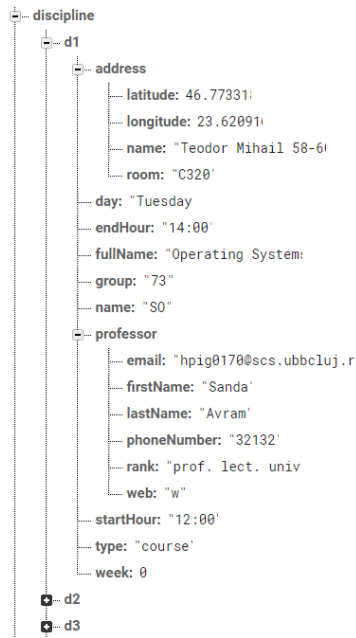 discipline
d1
address
latitude: 46.77331
longitude: 23.62091
name: "Teodor Mihail 58-6
room: "C320'
day: "Tuesday
endHour: "14:00'
fullName: "Operating System
group: "73"
name: "SO"
professor
email: "hpig0170@scs.ubbcluj.r
firstName: "Sanda'
lastName: "Avram'
phoneNumber: "32132'
rank: "prof. lect. univ
web: "w"
startHour: "12:00'
type: "course'
week: 0
d2
d3